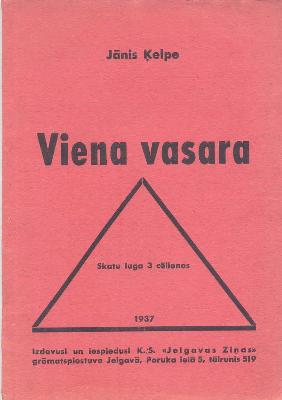 Jānis Ķelpe
Viena vasara
Skatu luga 3 cēlienos
1937
Izdevusi un iespiedusi K.-S. «Jelgavas Ziņas»
grāmatspiestuve Jelgavā, Poruka ielā 5, tālrunis 519